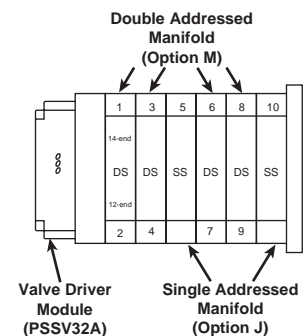 Double Addressed
Manifold
(Option M)
1 3 5 6 8 10
14-end
DS DS SS DS DS SS
12-end
2 4 7 9
Valve Driver
Module
(PSSV32A)
Single Addressed
Manifold
(Option J)